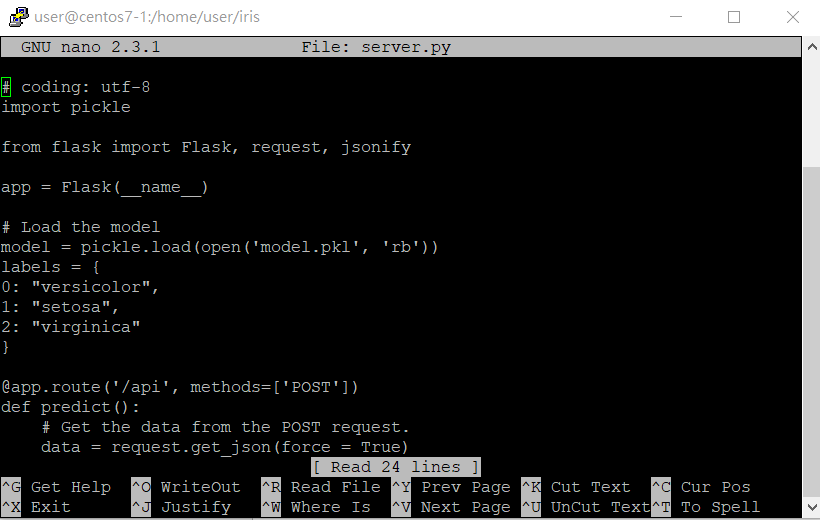 user@centos7-1:/home/user/iris
GNU nano 2.3.1 File: server.py
# coding: utf-8
import pickle
from flask import Flask, request, jsonify
app = Flask(__name__)
# Load the model
model = pickle.load(open('model.pkl', 'rb'))
labels = {
0: "versicolor",
1: "setosa",
2: "virginica"
}
@app.route('/api', methods=['POST'])
def predict():
    # Get the data from the POST request.
    data = request.get_json(force = True)
[ Read 24 lines ]
^G Get Help ^O WriteOut ^R Read File ^Y Prev Page ^K Cut Text ^C Cur Pos
^X Exit ^J Justify ^W Where Is ^V Next Page ^U UnCut Text ^T To Spell